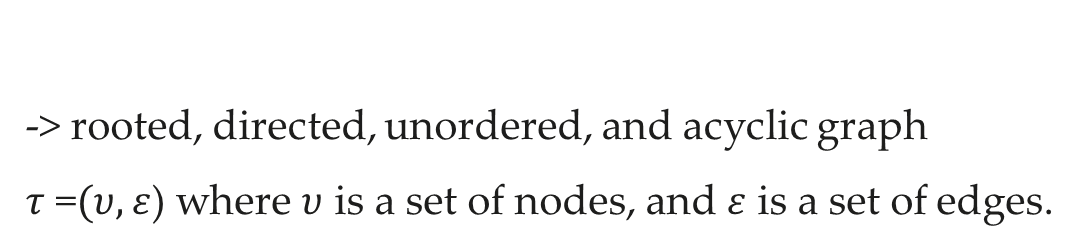 -> rooted, directed, unordered, and acyclic graph
τ =(υ, ε) where υ is a set of nodes, and ε is a set of edges.